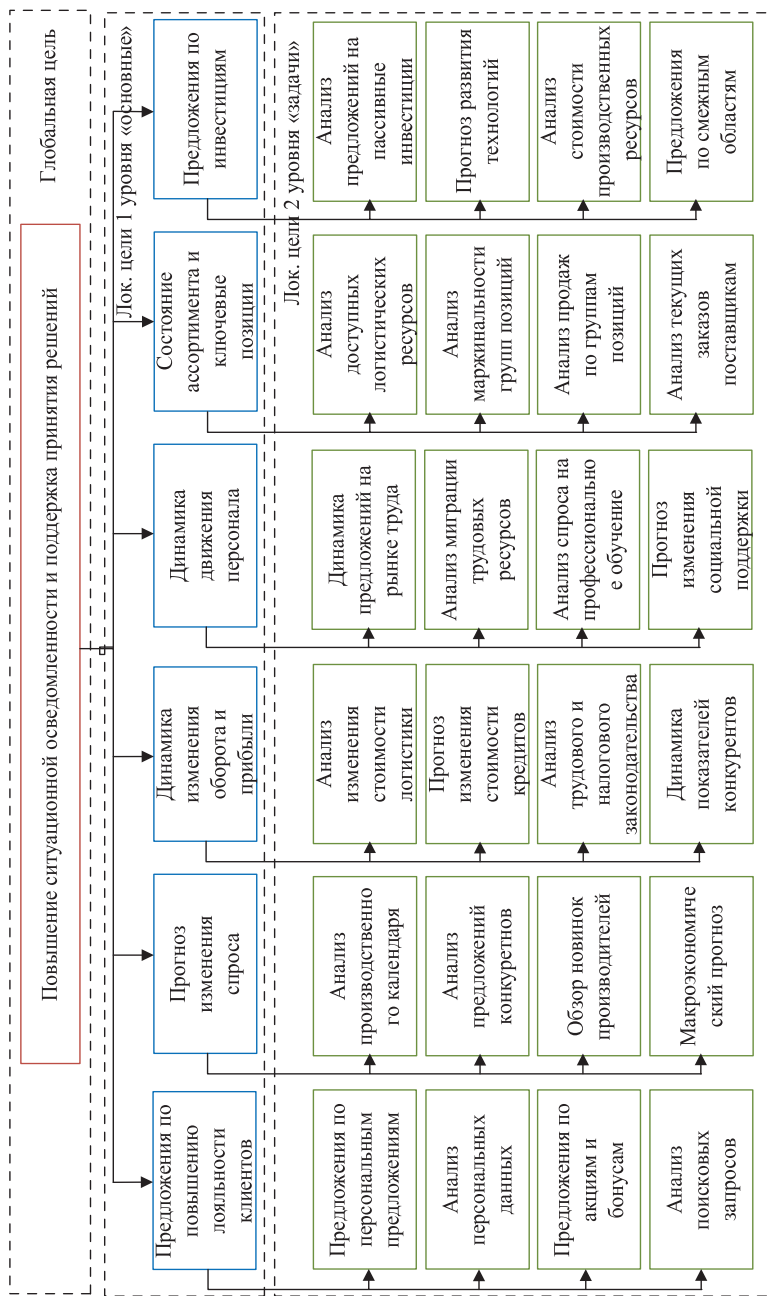 Глобальная цель
Повышение ситуационной осведомленности и поддержка принятия решений
Лок. цели 1 уровня «основные»
Предложения по
повышению
лояльности
клиентов
Прогноз
изменения
спроса
Динамика
изменения
оборота и
прибыли
Динамика
движения
персонала
Состояние
ассортимента и
ключевые
позиции
Предложения по
инвестициям
Лок. цели 2 уровня «задачи»
Предложения по
персональным
предложениям
Анализ
производственно
го календаря
Анализ
изменения
стоимости
логистики
Динамика
предложений на
рынке труда
Анализ
доступных
логистических
ресурсов
Анализ
предложений на
пассивные
инвестиции
Анализ
персональных
данных
Анализ
предложений
конкуретнов
Прогноз
изменения
стоимости
кредитов
Анализ миграции
трудовых
ресурсов
Анализ
маржинальности
групп позиций
Прогноз развития
технологий
Предложения по
акциям и
бонусам
Обзор новинок
производителей
Анализ
трудового и
налогового
законодательства
Анализ спроса на
профессионально
е обучение
Анализ продаж
по группам
позиций
Анализ
стоимости
производственных
ресурсов
Анализ
поисковых
запросов
Макроэкономиче
ский прогноз
Динамика
показателей
конкурентов
Прогноз
изменения
социальной
поддержки
Анализ текущих
заказов
поставщикам
Предложения
по смежным
областям